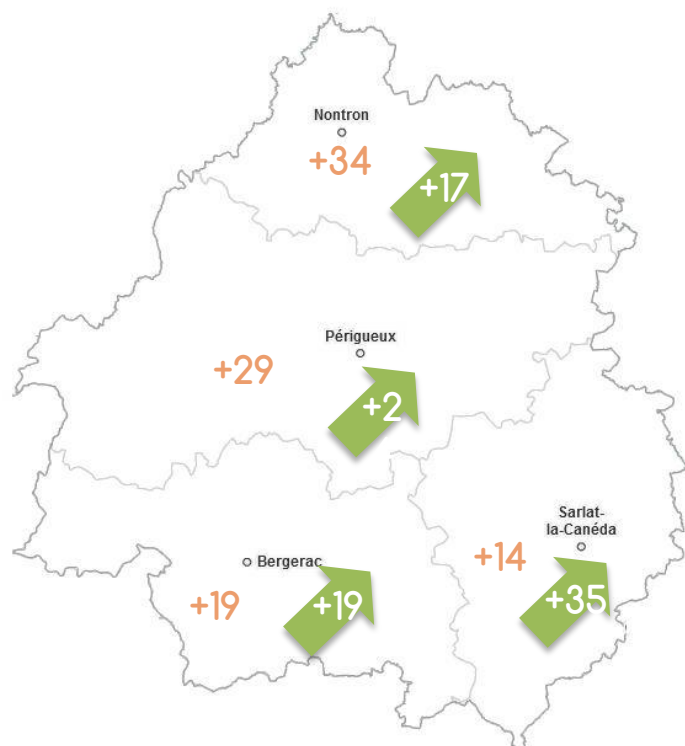 Nontron
+34
+17
Périgueux
+29
+2
Sarlat-
la-Canéda
+14
+35
Bergerac
+19
+19